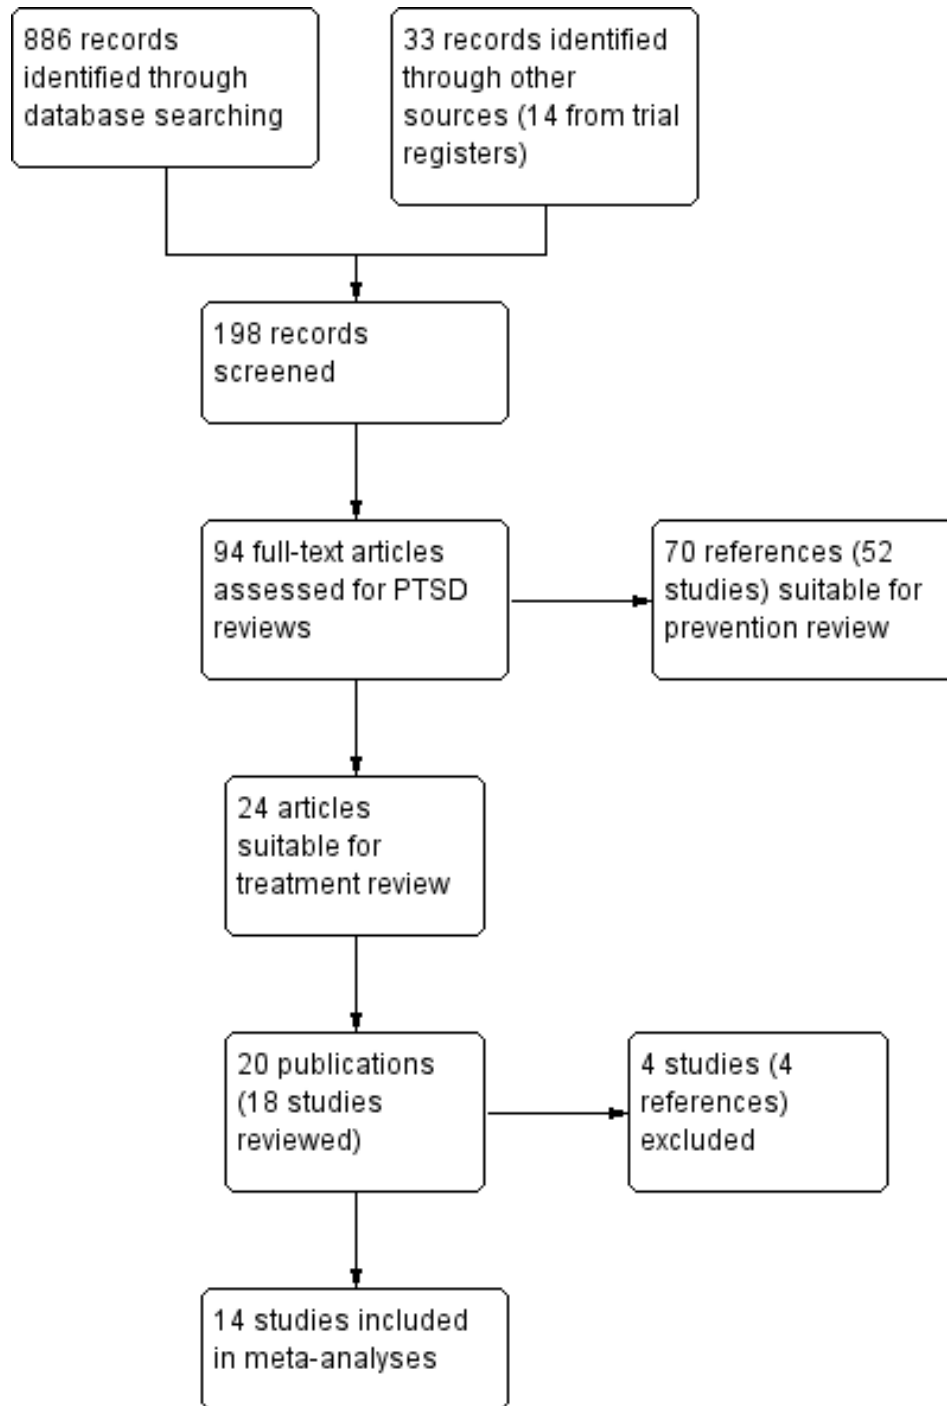 886 records
identified through
database searching
33 records identified
through other
sources (14 from trial
registers)
198 records
screened
94 full-text articles
assessed for PTSD
reviews
70 references (52
studies) suitable for
prevention review
24 articles
suitable for
treatment review
20 publications
(18 studies
reviewed)
4 studies (4
references)
excluded
14 studies included
in meta-analyses